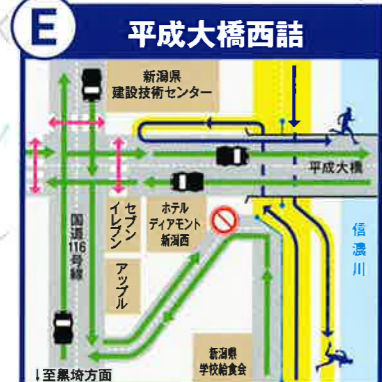 E
平成大橋西詰
新潟県
建設技術センター
平成大橋
国道116号線
セブン
イレブン
ホテル
ディアモント
新潟西
アップル
信濃川
新潟県
学校給食会
↓至黒埼方面